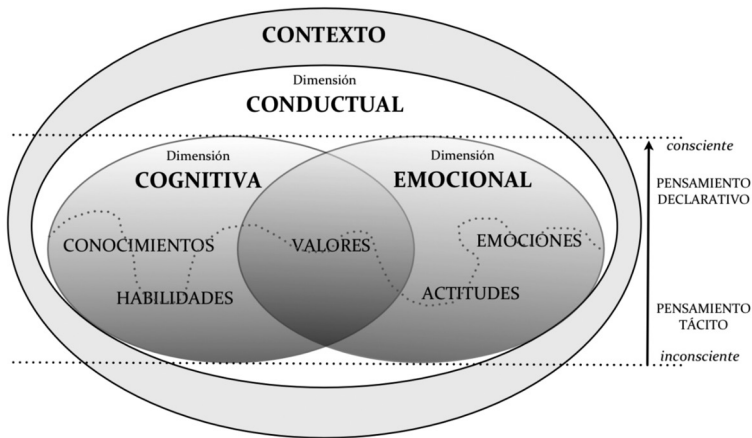 CONTEXTO
Dimensión
CONDUCTUAL
consciente
Dimensión
COGNITIVA
Dimensión
EMOCIONAL
PENSAMIENTO
DECLARATIVO
CONOCIMIENTOS
VALORES
EMOCIONES
HABILIDADES
ACTITUDES
PENSAMIENTO
TÁCITO
inconsciente